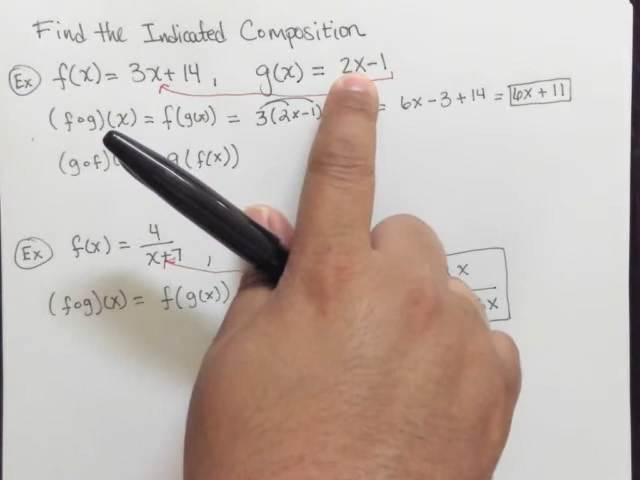 Find the Indicated Composition
Ex f(x) = 3x+14, g(x) = 2x-1
(f∘g)(x) = f(g(x)) = 3(2x-1) = 6x-3+14 = 6x+11
(g∘f)( g(f(x))
Ex f(x) = 4/x+7,
(f∘g)(x) = f(g(x)) x
x